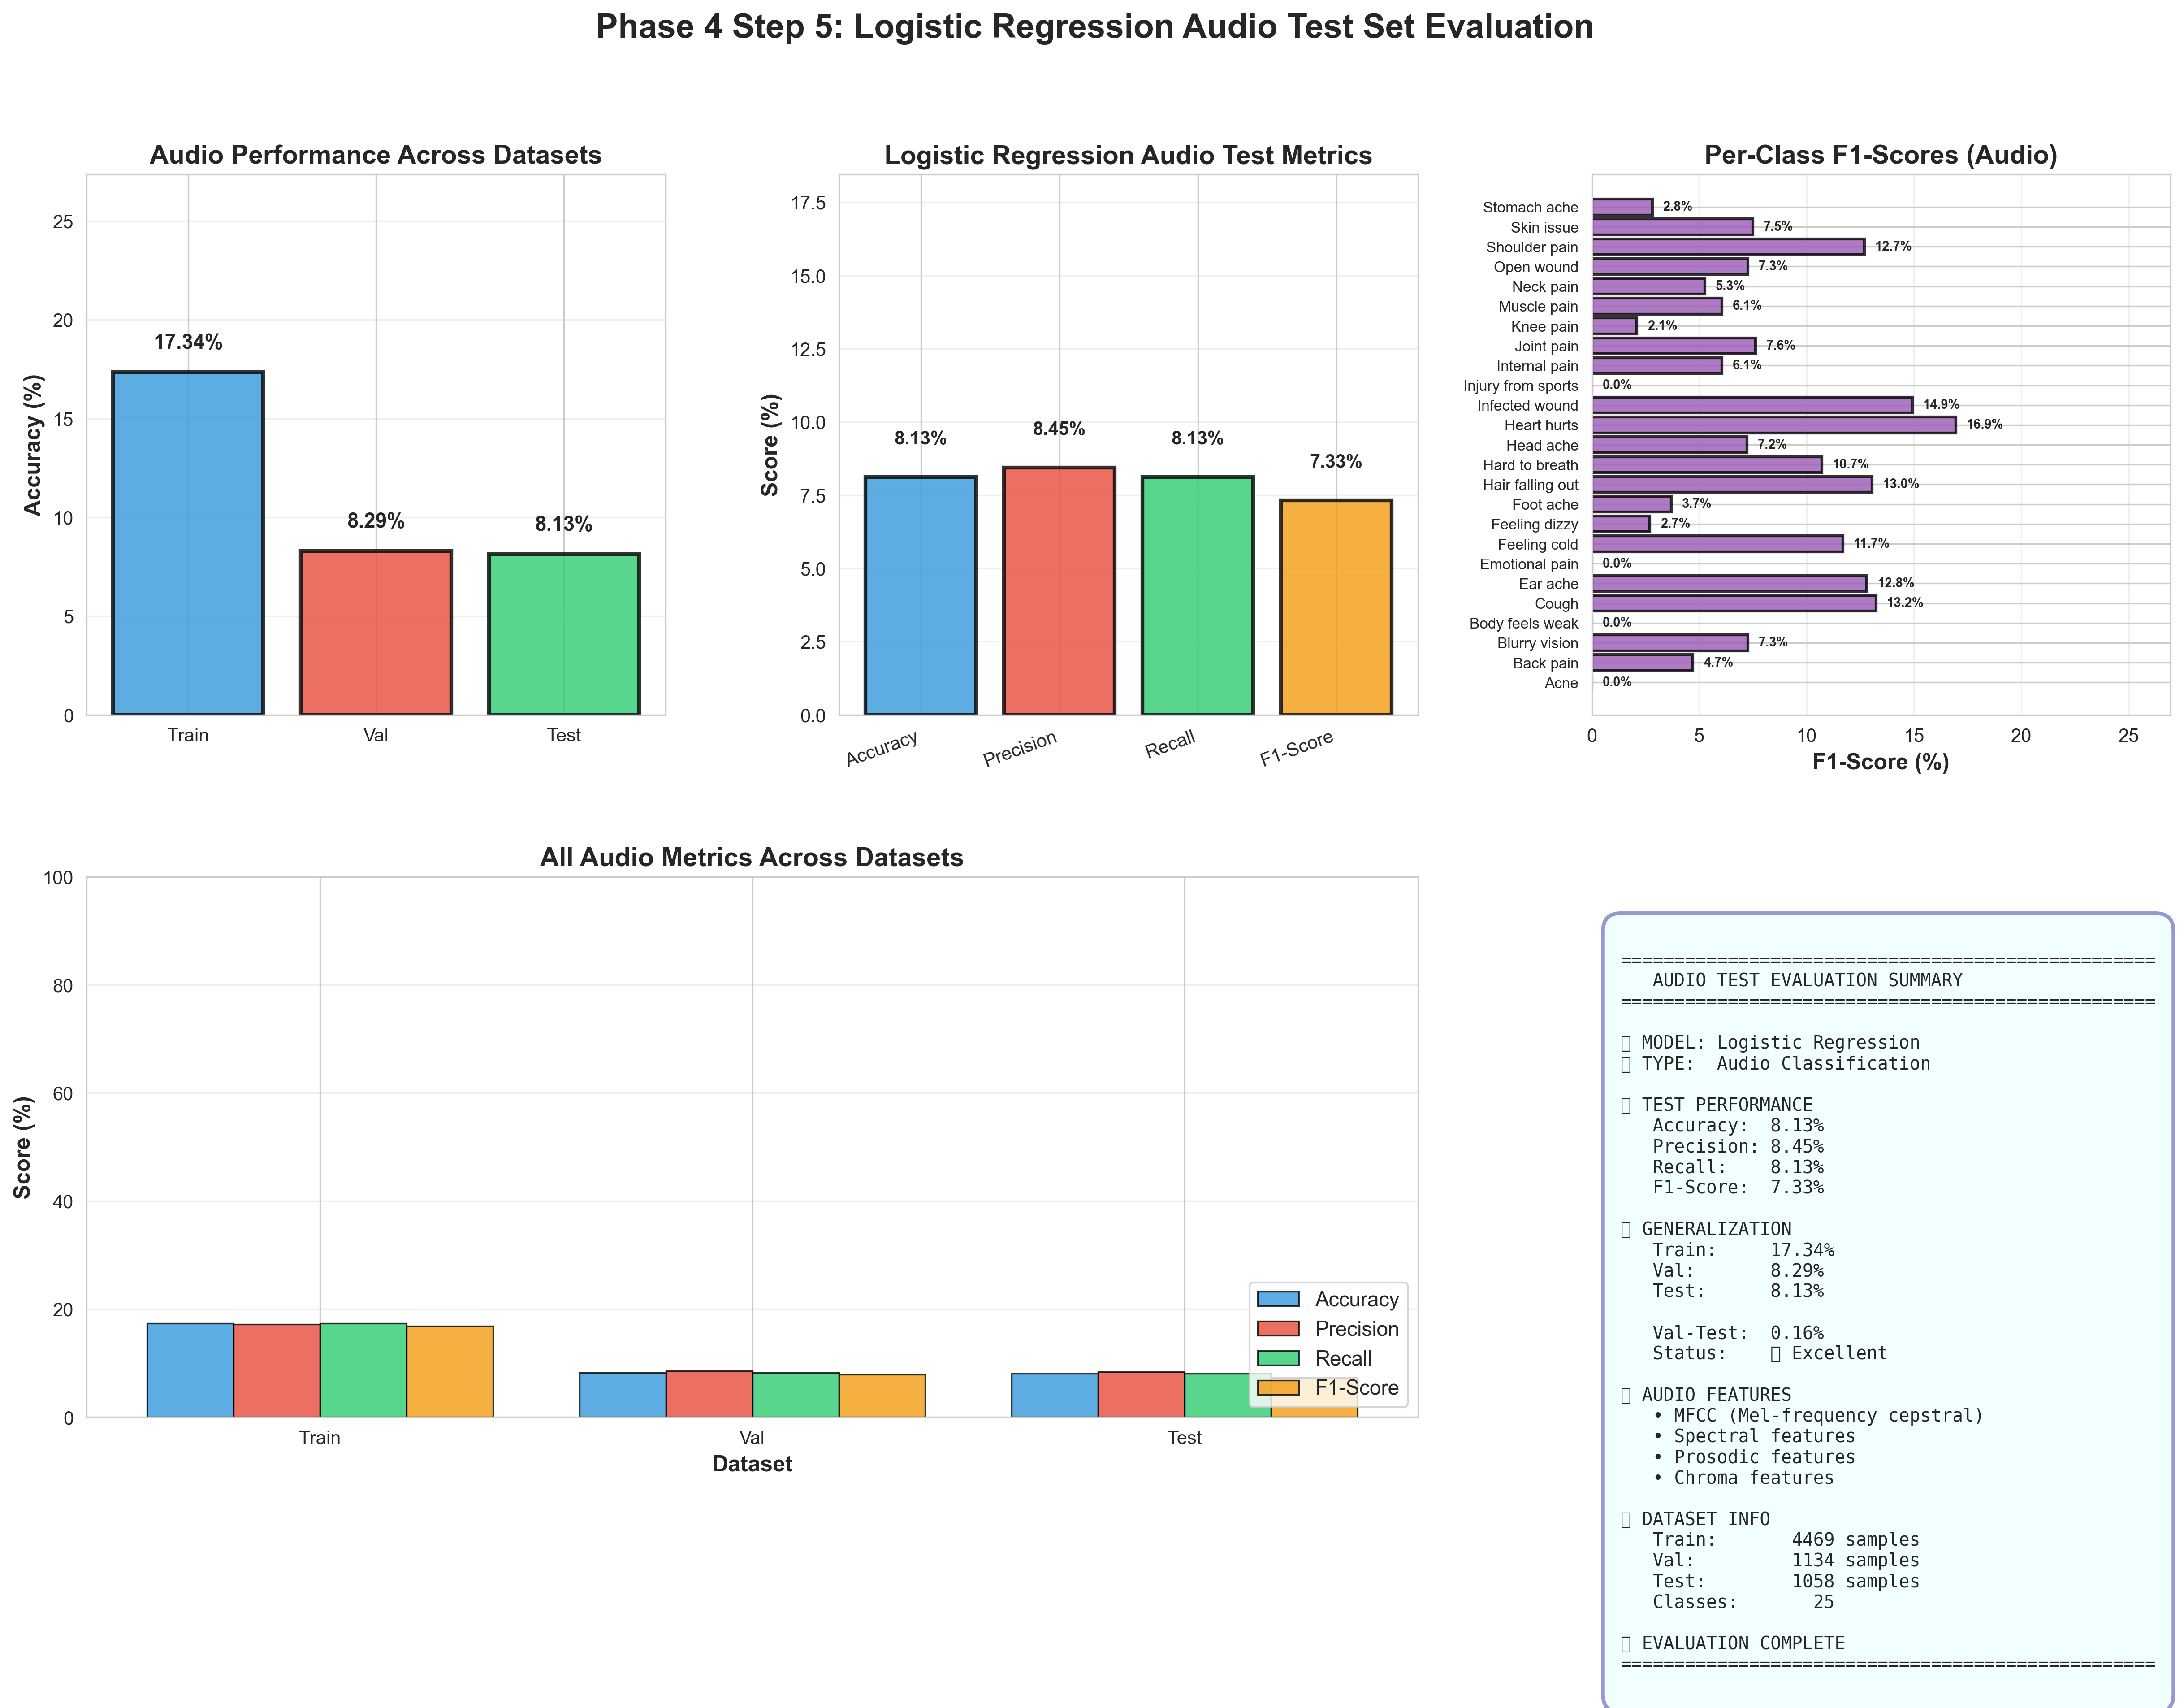 Phase 4 Step 5: Logistic Regression Audio Test Set Evaluation
Audio Performance Across Datasets
Accuracy (%)
25
20
15
10
5
0
17.34%
8.29%
8.13%
Train
Val
Test
Logistic Regression Audio Test Metrics
Score (%)
17.5
15.0
12.5
10.0
7.5
5.0
2.5
0.0
8.13%
8.45%
8.13%
7.33%
Accuracy
Precision
Recall
F1-Score
Per-Class F1-Scores (Audio)
Stomach ache 2.8%
Skin issue 7.5%
Shoulder pain 12.7%
Open wound 7.3%
Neck pain 5.3%
Muscle pain 6.1%
Knee pain 2.1%
Joint pain 7.6%
Internal pain 6.1%
Injury from sports 0.0%
Infected wound 14.9%
Heart hurts 16.9%
Head ache 7.2%
Hard to breath 10.7%
Hair falling out 13.0%
Foot ache 3.7%
Feeling dizzy 2.7%
Feeling cold 11.7%
Emotional pain 0.0%
Ear ache 12.8%
Cough 13.2%
Body feels weak 0.0%
Blurry vision 7.3%
Back pain 4.7%
Acne 0.0%
0 5 10 15 20 25
F1-Score (%)
All Audio Metrics Across Datasets
Score (%)
100
80
60
40
20
0
Train
Val
Test
Dataset
Accuracy
Precision
Recall
F1-Score
==================================================
AUDIO TEST EVALUATION SUMMARY
==================================================
MODEL: Logistic Regression
TYPE: Audio Classification
TEST PERFORMANCE
Accuracy: 8.13%
Precision: 8.45%
Recall: 8.13%
F1-Score: 7.33%
GENERALIZATION
Train: 17.34%
Val: 8.29%
Test: 8.13%
Val-Test: 0.16%
Status: Excellent
AUDIO FEATURES
• MFCC (Mel-frequency cepstral)
• Spectral features
• Prosodic features
• Chroma features
DATASET INFO
Train: 4469 samples
Val: 1134 samples
Test: 1058 samples
Classes: 25
EVALUATION COMPLETE
==================================================